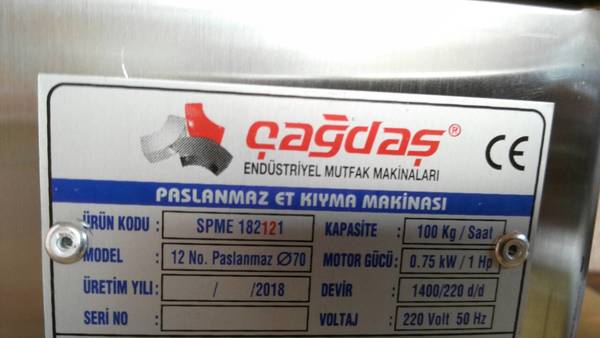 çağdaş®
ENDÜSTRİYEL MUTFAK MAKİNALARI
CE
PASLANMAZ ET KIYMA MAKİNASI
ÜRÜN KODU : SPME 182121 KAPASİTE : 100 Kg / Saat
MODEL : 12 No. Paslanmaz Ø70 MOTOR GÜCÜ : 0.75 kW / 1 Hp
ÜRETİM YILI : / /2018 DEVİR : 1400/220 d/d
SERİ NO : VOLTAJ : 220 Volt 50 Hz